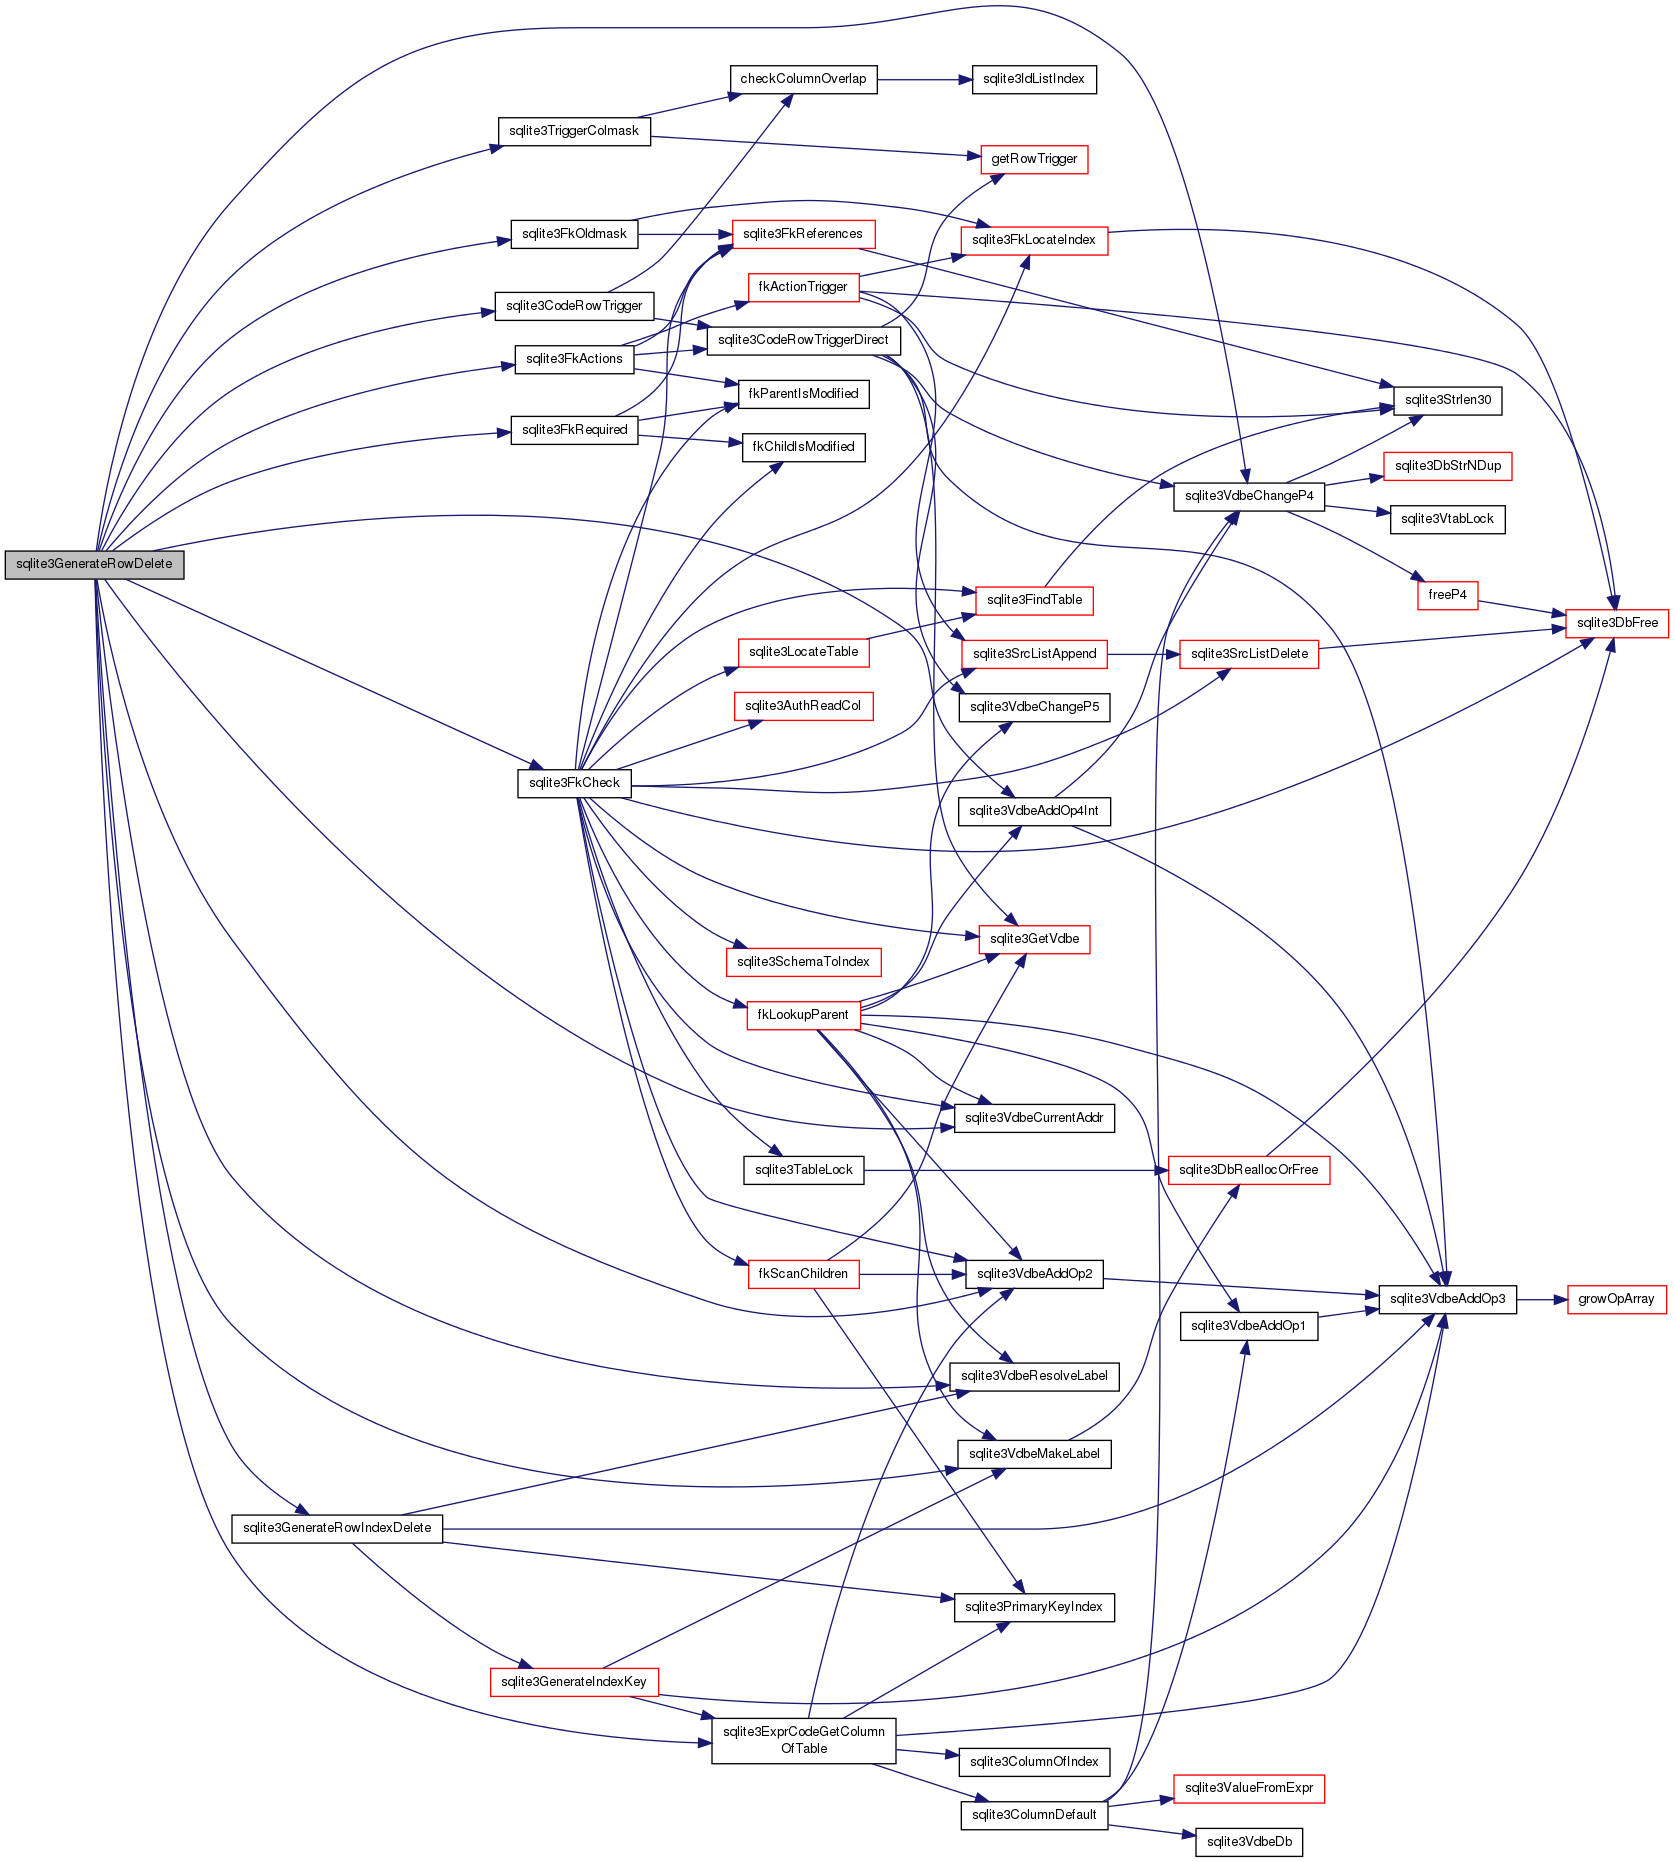 checkColumnOverlap
sqlite3IdListIndex
sqlite3TriggerColmask
getRowTrigger
sqlite3FkOldmask
sqlite3FkReferences
sqlite3FkLocateIndex
fkActionTrigger
sqlite3CodeRowTrigger
sqlite3CodeRowTriggerDirect
sqlite3FkActions
fkParentIsModified
sqlite3Strlen30
sqlite3FkRequired
fkChildIsModified
sqlite3DbStrNDup
sqlite3VdbeChangeP4
sqlite3VtabLock
sqlite3GenerateRowDelete
sqlite3FindTable
freeP4
sqlite3DbFree
sqlite3LocateTable
sqlite3SrcListAppend
sqlite3SrcListDelete
sqlite3AuthReadCol
sqlite3VdbeChangeP5
sqlite3FkCheck
sqlite3VdbeAddOp4Int
sqlite3GetVdbe
sqlite3SchemaToIndex
fkLookupParent
sqlite3VdbeCurrentAddr
sqlite3TableLock
sqlite3DbReallocOrFree
fkScanChildren
sqlite3VdbeAddOp2
sqlite3VdbeAddOp3
growOpArray
sqlite3VdbeAddOp1
sqlite3VdbeResolveLabel
sqlite3VdbeMakeLabel
sqlite3GenerateRowIndexDelete
sqlite3PrimaryKeyIndex
sqlite3GenerateIndexKey
sqlite3ExprCodeGetColumn
OfTable
sqlite3ColumnOfIndex
sqlite3ValueFromExpr
sqlite3ColumnDefault
sqlite3VdbeDb